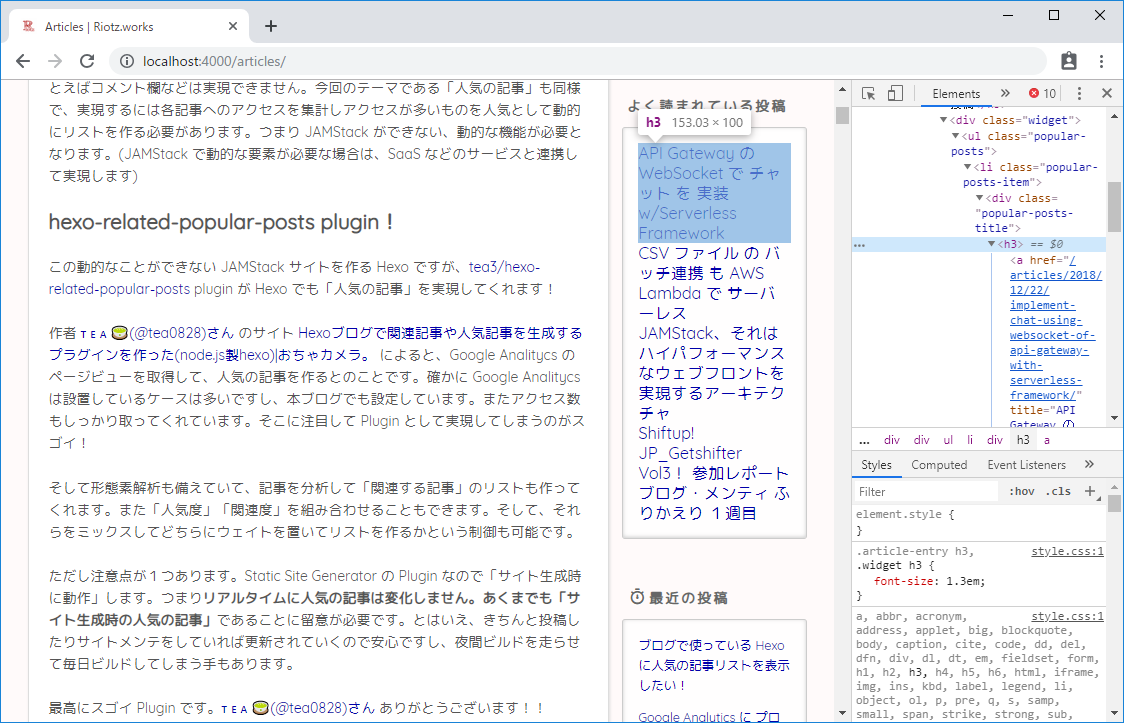 Articles | Riotz.works
localhost:4000/articles/
とえばコメント欄などは実現できません。今回のテーマである「人気の記事」も同様
で、実現するには各記事へのアクセスを集計しアクセスが多いものを人気として動的
にリストを作る必要があります。つまり JAMStack ができない、動的な機能が必要と
なります。(JAMStack で動的な要素が必要な場合は、SaaS などのサービスと連携し
て実現します)
hexo-related-popular-posts plugin！
この動的なことができない JAMStack サイトを作る Hexo ですが、tea3/hexo-
related-popular-posts plugin が Hexo でも「人気の記事」を実現してくれます！
作者 ᴛᴇᴀ 🍵(@tea0828)さん のサイト Hexoブログで関連記事や人気記事を生成する
プラグインを作った(node.js製hexo)|おちゃカメラ。 によると、Google Analitycs の
ページビューを取得して、人気の記事を作るとのことです。確かに Google Analitycs
は設置しているケースは多いですし、本ブログでも設定しています。またアクセス数
もしっかり取ってくれています。そこに注目して Plugin として実現してしまうのがス
ゴイ！
そして形態素解析も備えていて、記事を分析して「関連する記事」のリストも作って
くれます。また「人気度」「関連度」を組み合わせることもできます。そして、それ
らをミックスしてどちらにウェイトを置いてリストを作るかという制御も可能です。
ただし注意点が１つあります。Static Site Generator の Plugin なので「サイト生成時
に動作」します。つまりリアルタイムに人気の記事は変化しません。あくまでも「サ
イト生成時の人気の記事」であることに留意が必要です。とはいえ、きちんと投稿し
たりサイトメンテをしていれば更新されていくので安心ですし、夜間ビルドを走らせ
て毎日ビルドしてしまう手もあります。
最高にスゴイ Plugin です。ᴛᴇᴀ 🍵(@tea0828)さん ありがとうございます！！
よく読まれている投稿
h3 153.03 × 100
API Gateway の
WebSocket で チャ
ット を 実装
w/Serverless
Framework
CSV ファイル の バ
ッチ連携 も AWS
Lambda で サーバ
ーレス
JAMStack、それは
ハイパフォーマンス
なウェブフロントを
実現するアーキテク
チャ
Shiftup!
JP_Getshifter
Vol3！ 参加レポート
ブログ・メンティ ふ
りかえり １週目
最近の投稿
ブログで使っている Hexo
に人気の記事リストを表示
したい！
Google Analytics に プロ
Elements » 10
<div class="widget">
<ul class="popular-
posts">
<li class="popular-
posts-item">
<div class=
"popular-posts-
title">
… <h3> == $0
<a href="/
articles/2018/
12/22/
implement-
chat-using-
websocket-of-
api-gateway-
with-
serverless-
framework/"
title="API
Gateway の
… div div ul li div h3 a
Styles Computed Event Listeners »
Filter :hov .cls +
element.style {
}
.article-entry h3, style.css:1
.widget h3 {
font-size: 1.3em;
}
a, abbr, acronym, style.css:1
address, applet, big, blockquote,
body, caption, cite, code, dd, del,
dfn, div, dl, dt, em, fieldset, form,
h1, h2, h3, h4, h5, h6, html, iframe,
img, ins, kbd, label, legend, li,
object, ol, p, pre, q, s, samp,
small, span, strike, strong, sub,